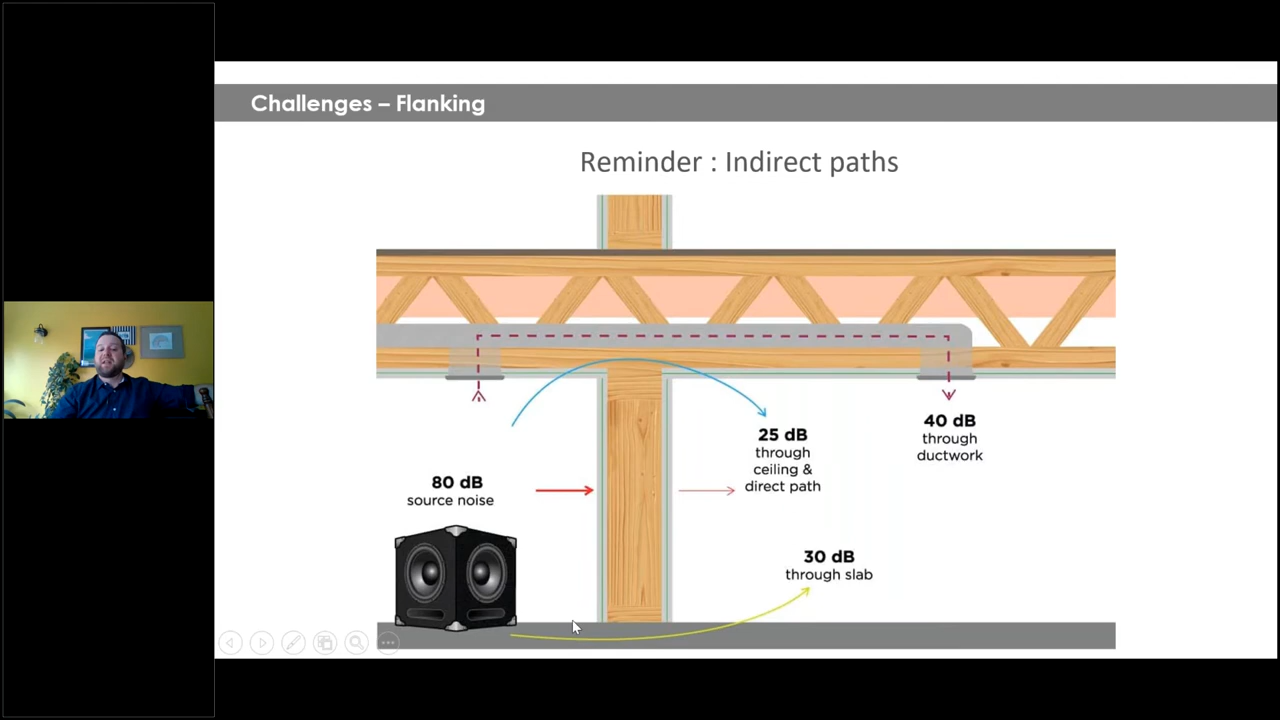 Challenges – Flanking
Reminder : Indirect paths
80 dB
source noise
25 dB
through
ceiling &
direct path
40 dB
through
ductwork
30 dB
through slab